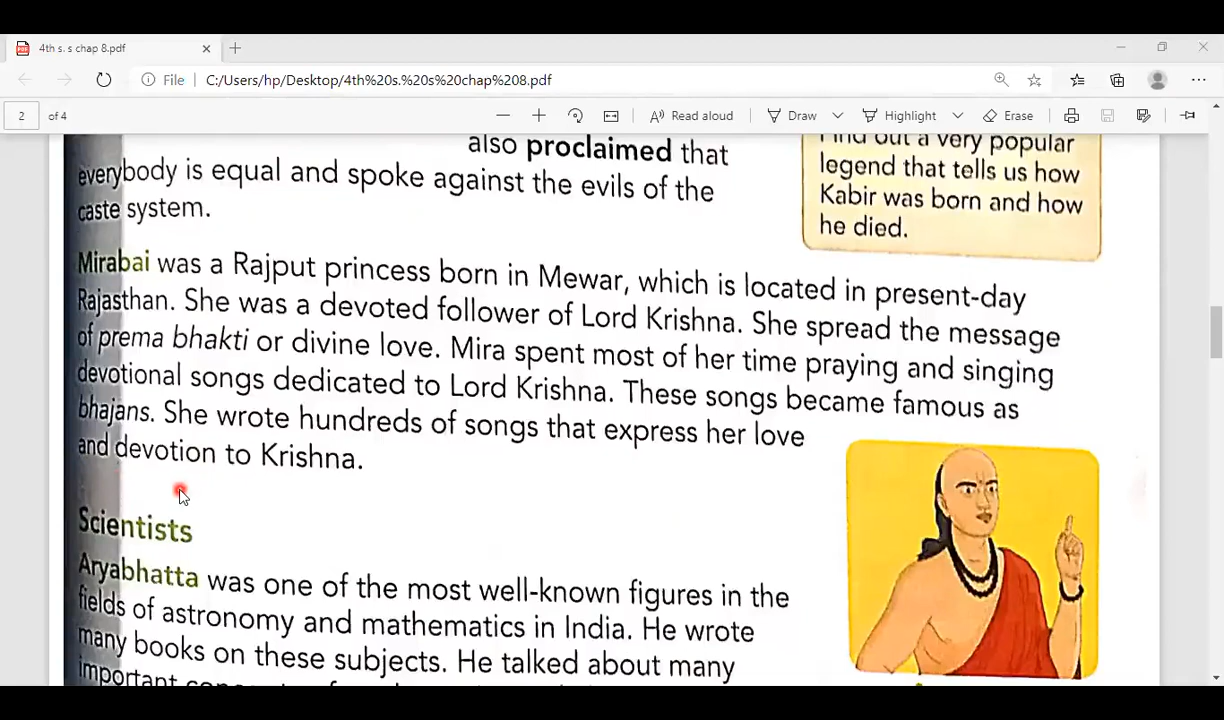 4th s. s chap 8.pdf
File C:/Users/hp/Desktop/4th%20s.%20s%20chap%208.pdf
2 of 4 Read aloud Draw Highlight Erase
also proclaimed that
everybody is equal and spoke against the evils of the
caste system.
Find out a very popular
legend that tells us how
Kabir was born and how
he died.
Mirabai was a Rajput princess born in Mewar, which is located in present-day
Rajasthan. She was a devoted follower of Lord Krishna. She spread the message
of prema bhakti or divine love. Mira spent most of her time praying and singing
devotional songs dedicated to Lord Krishna. These songs became famous as
bhajans. She wrote hundreds of songs that express her love
and devotion to Krishna.
Scientists
Aryabhatta was one of the most well-known figures in the
fields of astronomy and mathematics in India. He wrote
many books on these subjects. He talked about many
important